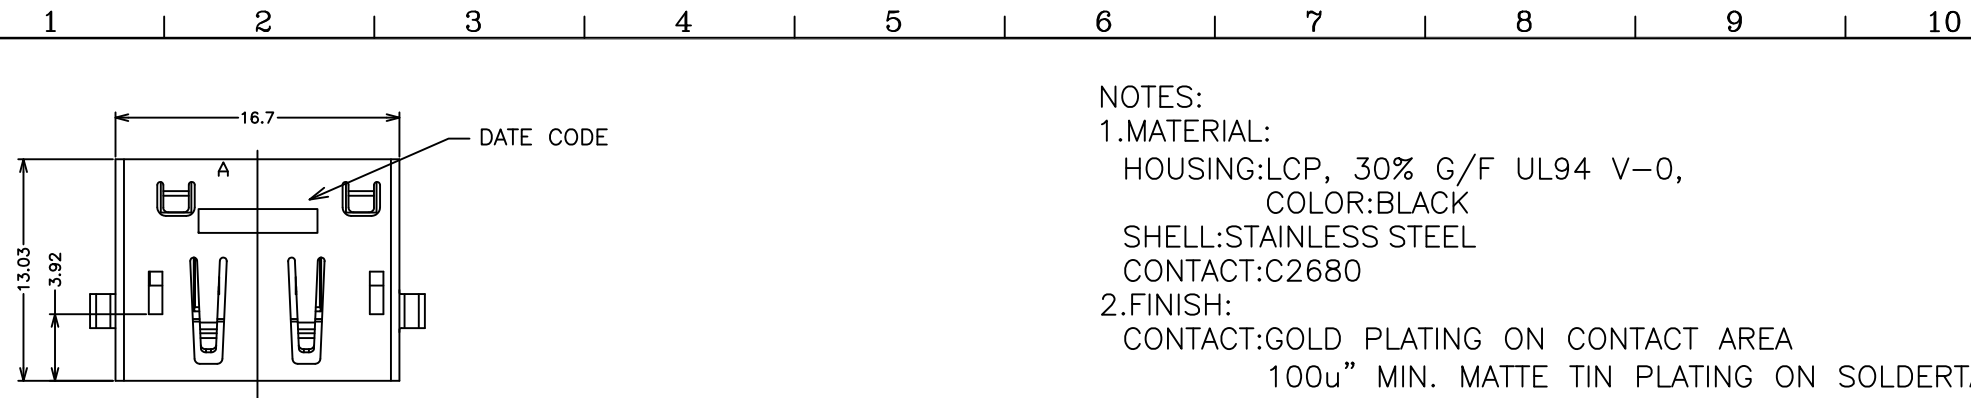 1 2 3 4 5 6 7 8 9 10
16.7
DATE CODE
A
13.03
3.92
NOTES:
1.MATERIAL:
HOUSING:LCP, 30% G/F UL94 V-0,
COLOR:BLACK
SHELL:STAINLESS STEEL
CONTACT:C2680
2.FINISH:
CONTACT:GOLD PLATING ON CONTACT AREA
100u" MIN. MATTE TIN PLATING ON